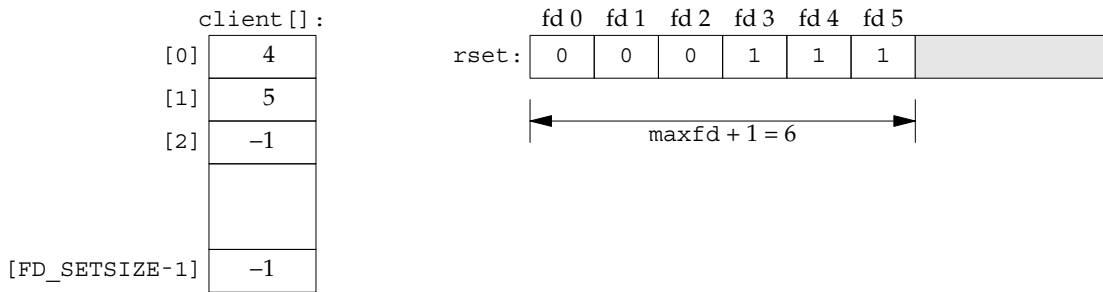 client[]:
[0] 4
[1] 5
[2] −1
[FD_SETSIZE-1] −1
fd 0 fd 1 fd 2 fd 3 fd 4 fd 5
rset: 0 0 0 1 1 1
maxfd + 1 = 6